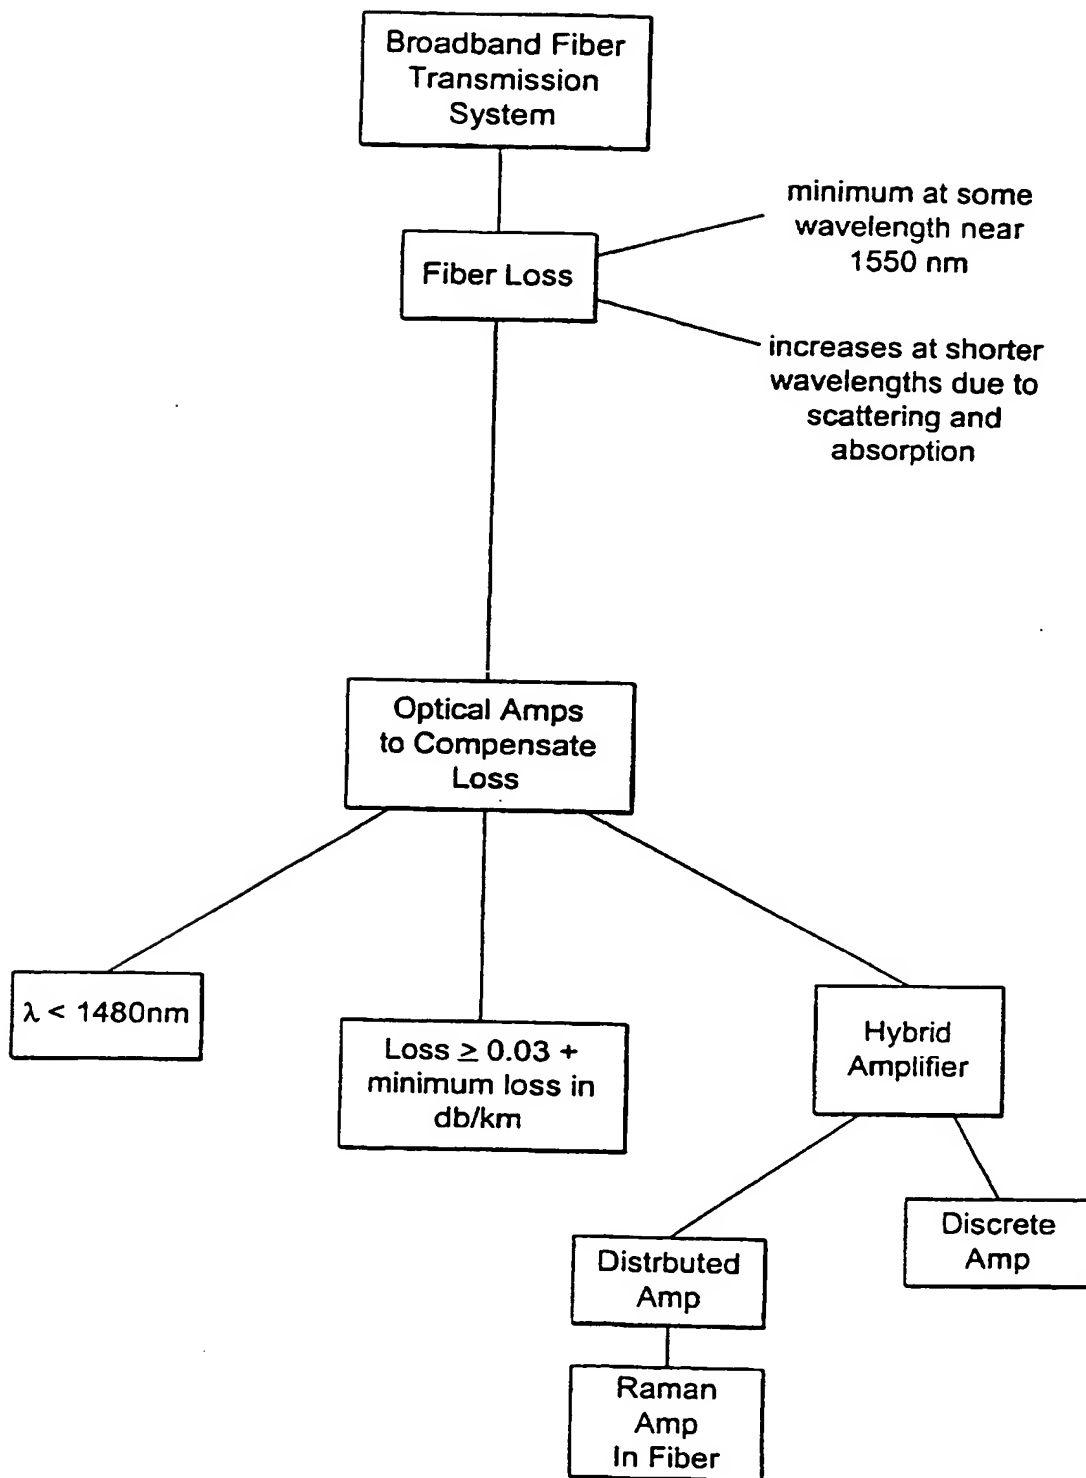 Broadband Fiber
Transmission
System
Fiber Loss
minimum at some
wavelength near
1550 nm
increases at shorter
wavelengths due to
scattering and
absorption
Optical Amps
to Compensate
Loss
λ < 1480nm
Loss ≥ 0.03 +
minimum loss in
db/km
Hybrid
Amplifier
Distrbuted
Amp
Discrete
Amp
Raman
Amp
In Fiber